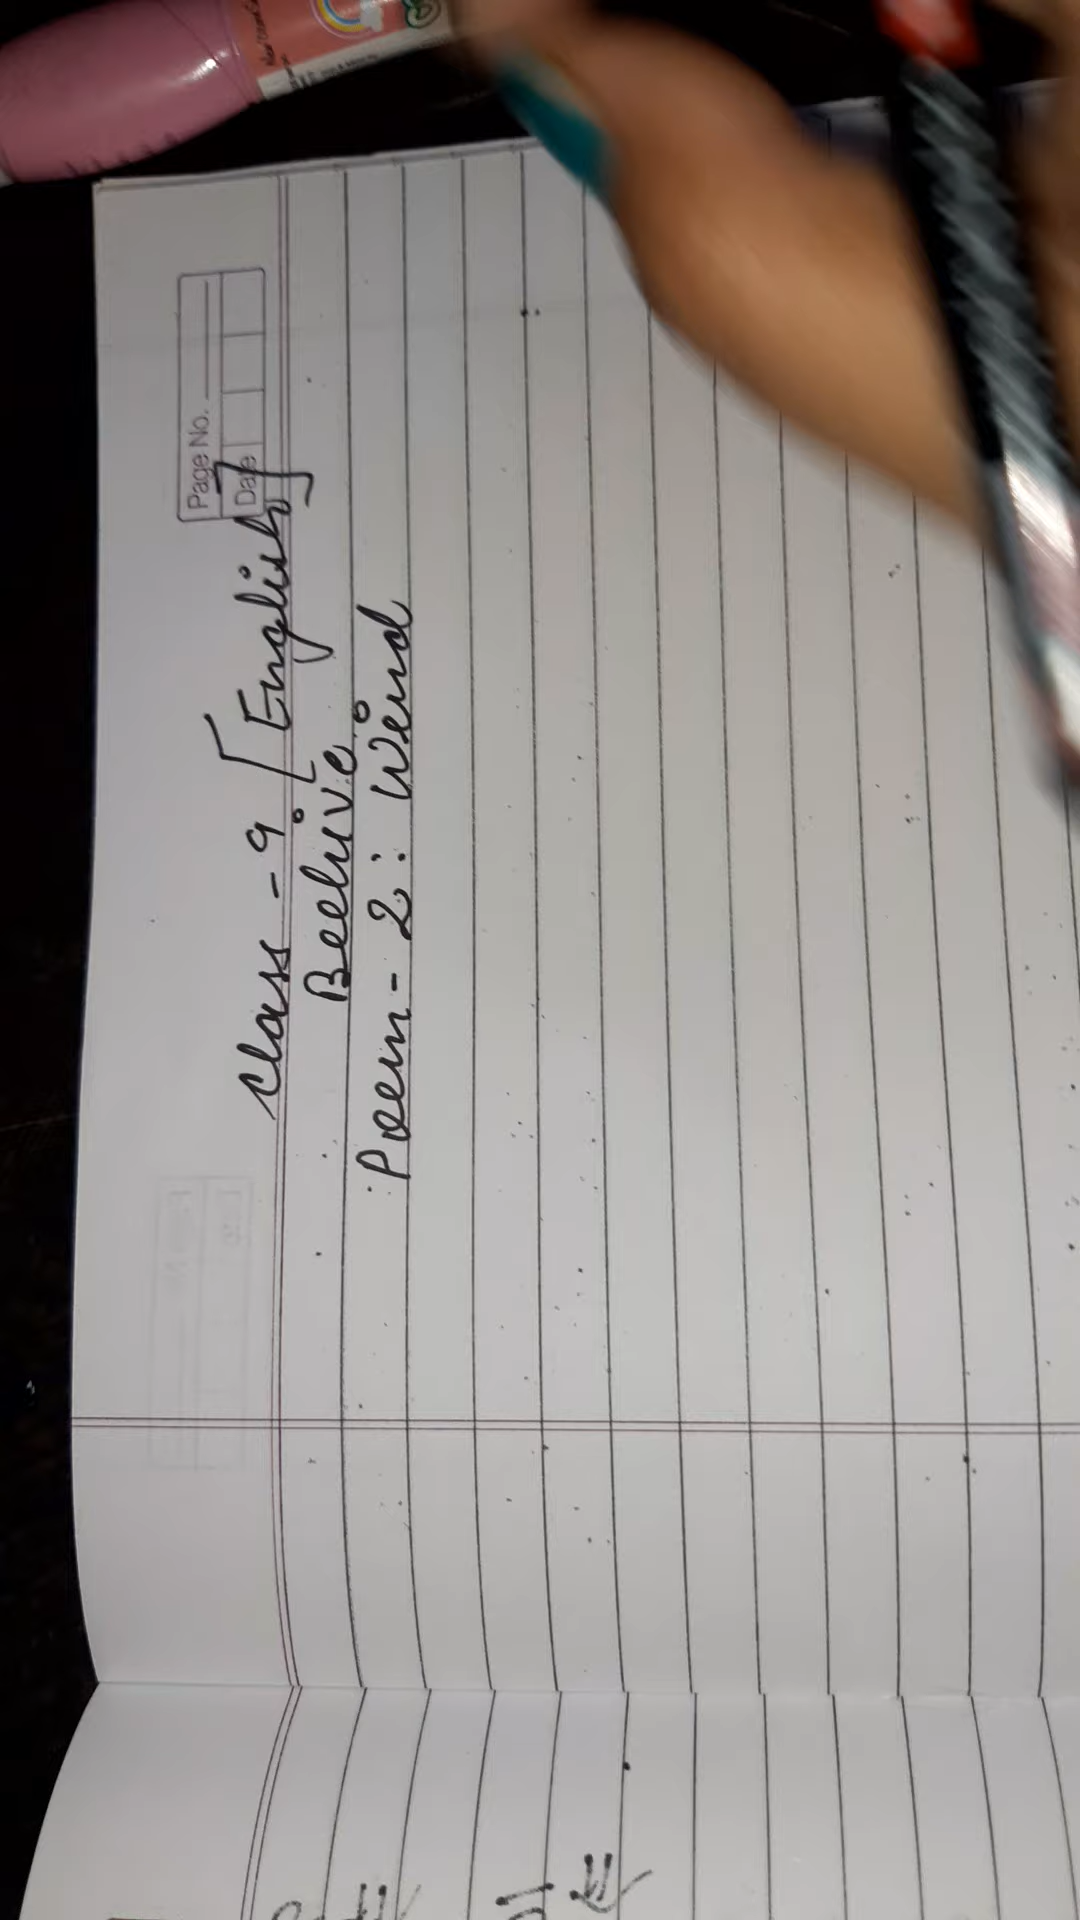 Page No.
Date
Class - 9 [English]
Beehive
Poem - 2 : Wind